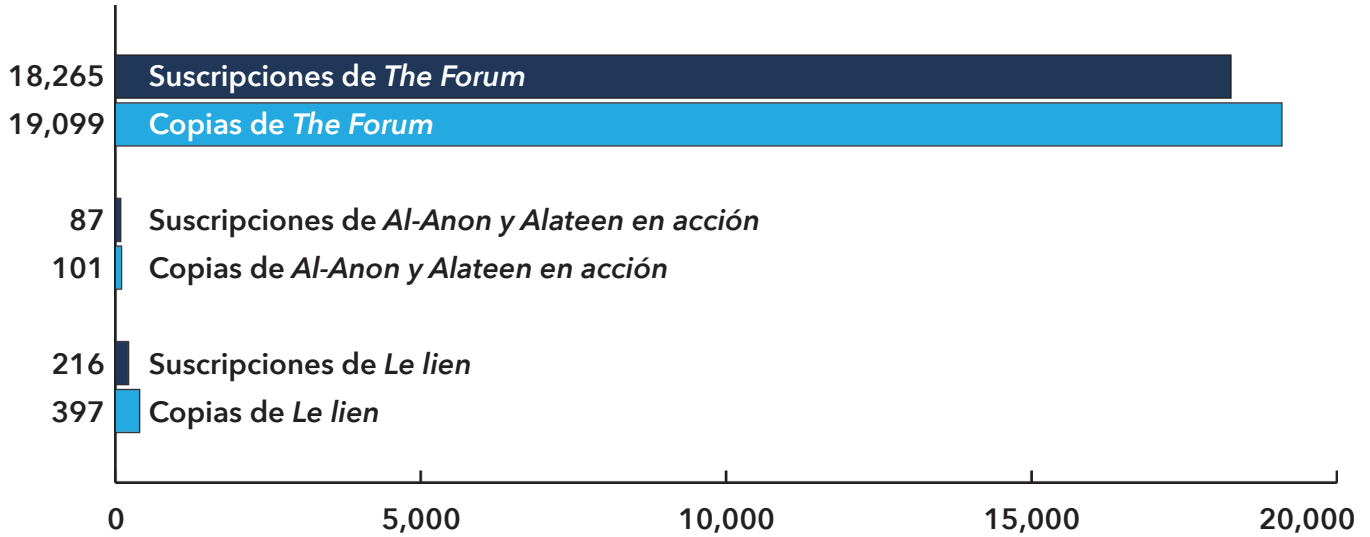 18,265 Suscripciones de The Forum
19,099 Copias de The Forum
87 Suscripciones de Al-Anon y Alateen en acción
101 Copias de Al-Anon y Alateen en acción
216 Suscripciones de Le lien
397 Copias de Le lien
0 5,000 10,000 15,000 20,000